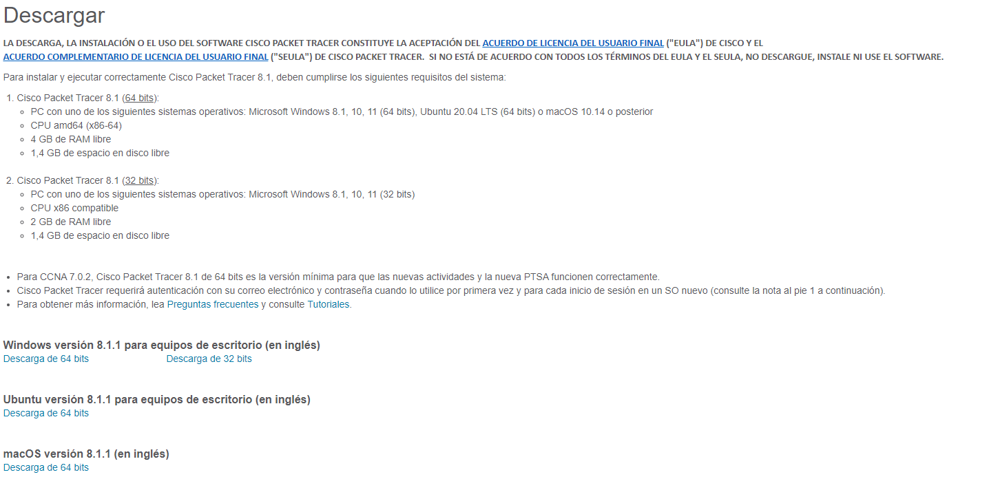 Descargar
LA DESCARGA, LA INSTALACIÓN O EL USO DEL SOFTWARE CISCO PACKET TRACER CONSTITUYE LA ACEPTACIÓN DEL ACUERDO DE LICENCIA DEL USUARIO FINAL ("EULA") DE CISCO Y EL
ACUERDO COMPLEMENTARIO DE LICENCIA DEL USUARIO FINAL ("SEULA") DE CISCO PACKET TRACER.  SI NO ESTÁ DE ACUERDO CON TODOS LOS TÉRMINOS DEL EULA Y EL SEULA, NO DESCARGUE, INSTALE NI USE EL SOFTWARE.
Para instalar y ejecutar correctamente Cisco Packet Tracer 8.1, deben cumplirse los siguientes requisitos del sistema:
1. Cisco Packet Tracer 8.1 (64 bits):
◦ PC con uno de los siguientes sistemas operativos: Microsoft Windows 8.1, 10, 11 (64 bits), Ubuntu 20.04 LTS (64 bits) o macOS 10.14 o posterior
◦ CPU amd64 (x86-64)
◦ 4 GB de RAM libre
◦ 1,4 GB de espacio en disco libre
2. Cisco Packet Tracer 8.1 (32 bits):
◦ PC con uno de los siguientes sistemas operativos: Microsoft Windows 8.1, 10, 11 (32 bits)
◦ CPU x86 compatible
◦ 2 GB de RAM libre
◦ 1,4 GB de espacio en disco libre
• Para CCNA 7.0.2, Cisco Packet Tracer 8.1 de 64 bits es la versión mínima para que las nuevas actividades y la nueva PTSA funcionen correctamente.
• Cisco Packet Tracer requerirá autenticación con su correo electrónico y contraseña cuando lo utilice por primera vez y para cada inicio de sesión en un SO nuevo (consulte la nota al pie 1 a continuación).
• Para obtener más información, lea Preguntas frecuentes y consulte Tutoriales.
Windows versión 8.1.1 para equipos de escritorio (en inglés)
Descarga de 64 bits Descarga de 32 bits
Ubuntu versión 8.1.1 para equipos de escritorio (en inglés)
Descarga de 64 bits
macOS versión 8.1.1 (en inglés)
Descarga de 64 bits